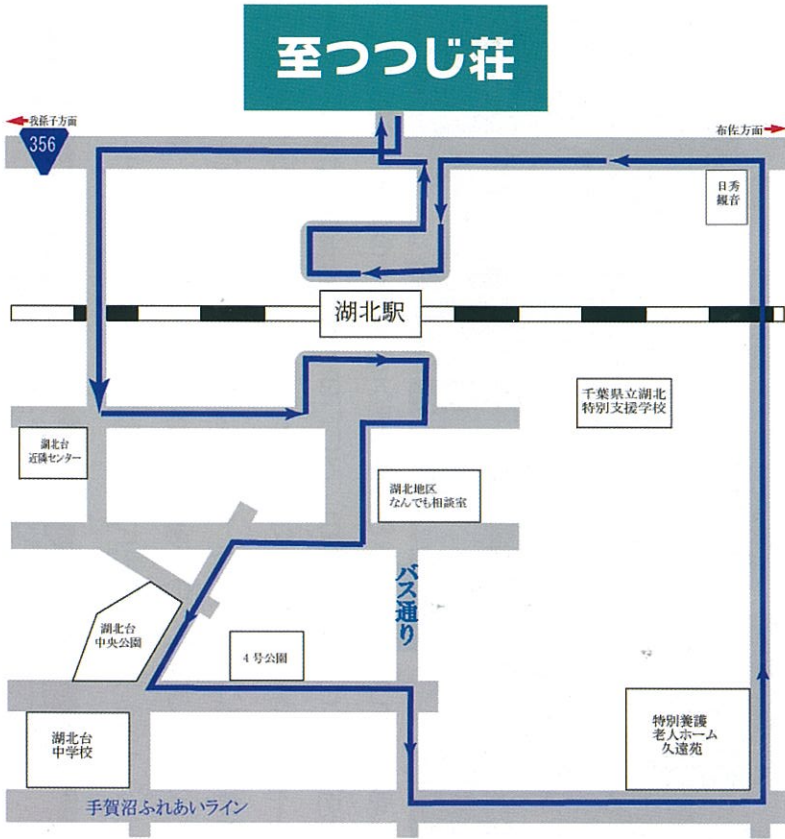 至つつじ荘
我孫子方面
布佐方面
356
日秀
観音
湖北駅
千葉県立湖北
特別支援学校
湖北台
近隣センター
湖北地区
なんでも相談室
バス通り
湖北台
中央公園
4号公園
湖北台
中学校
特別養護
老人ホーム
久遠苑
手賀沼ふれあいライン